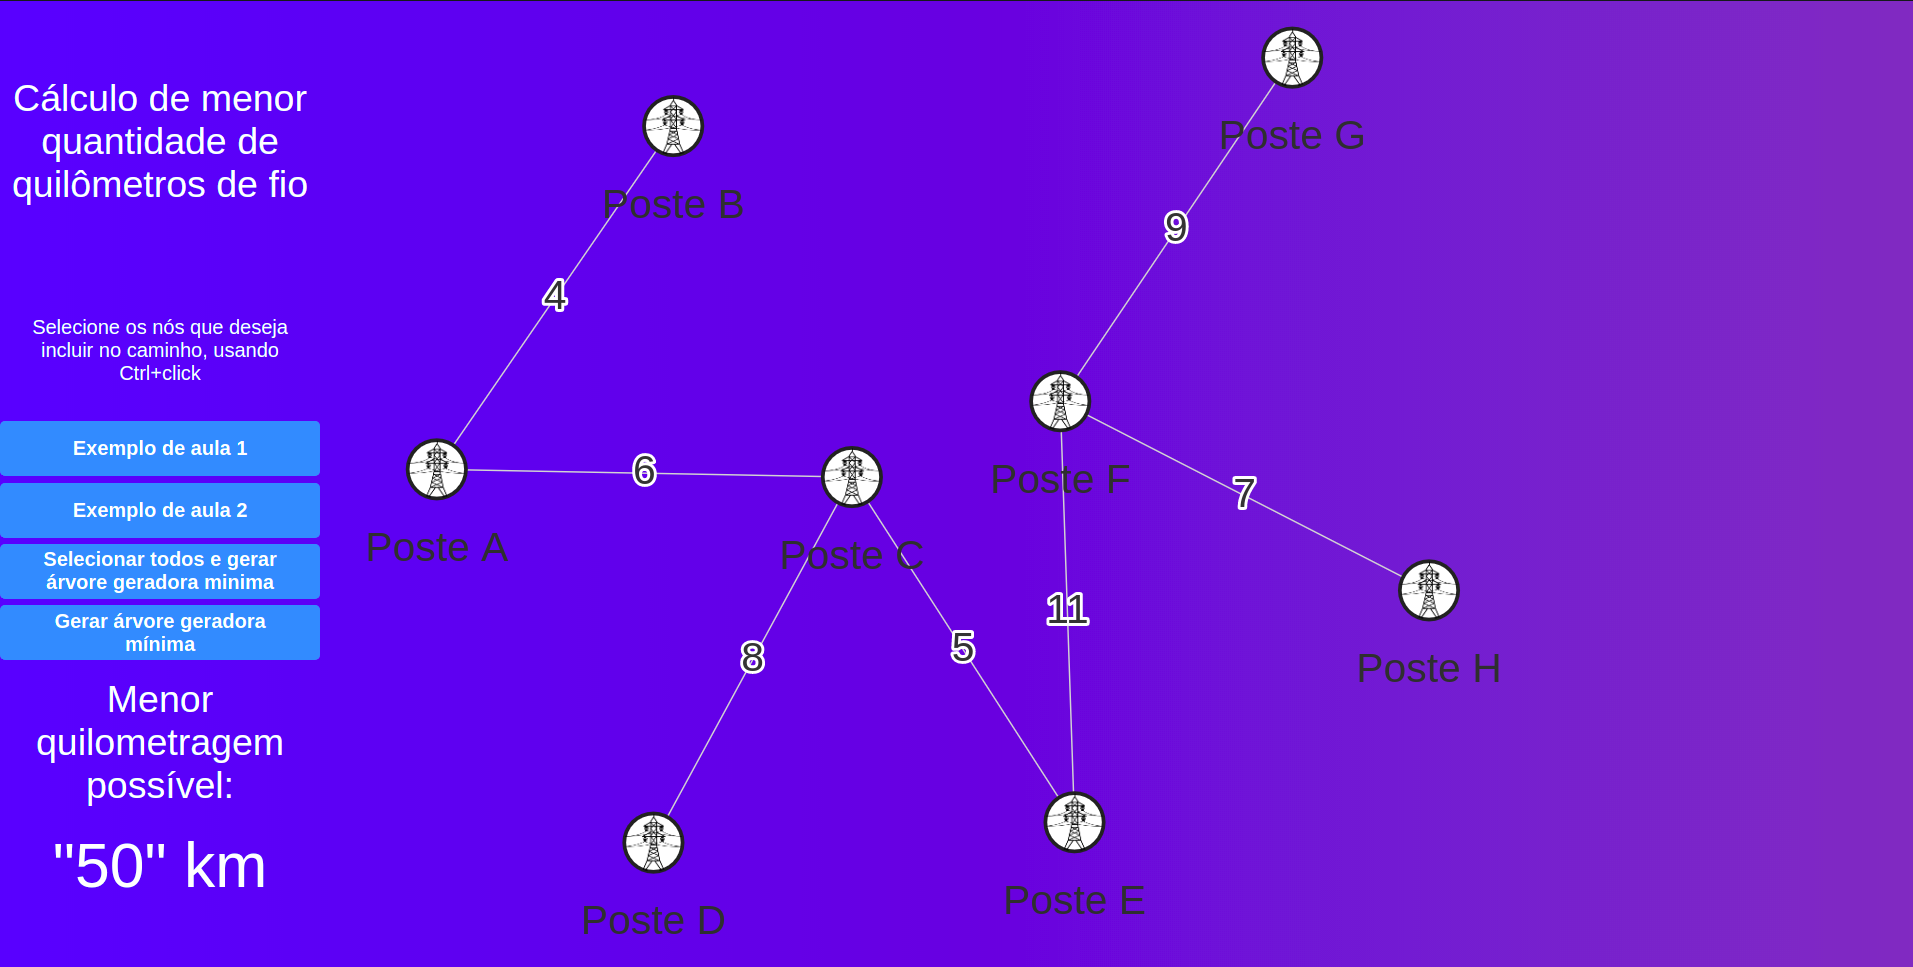 Cálculo de menor
quantidade de
quilômetros de fio
Selecione os nós que deseja
incluir no caminho, usando
Ctrl+click
Exemplo de aula 1
Exemplo de aula 2
Selecionar todos e gerar
árvore geradora minima
Gerar árvore geradora
mínima
Menor
quilometragem
possível:
"50" km
Poste G
Poste B
9
4
6
Poste F
7
Poste A
Poste C
11
8
5
Poste H
Poste E
Poste D